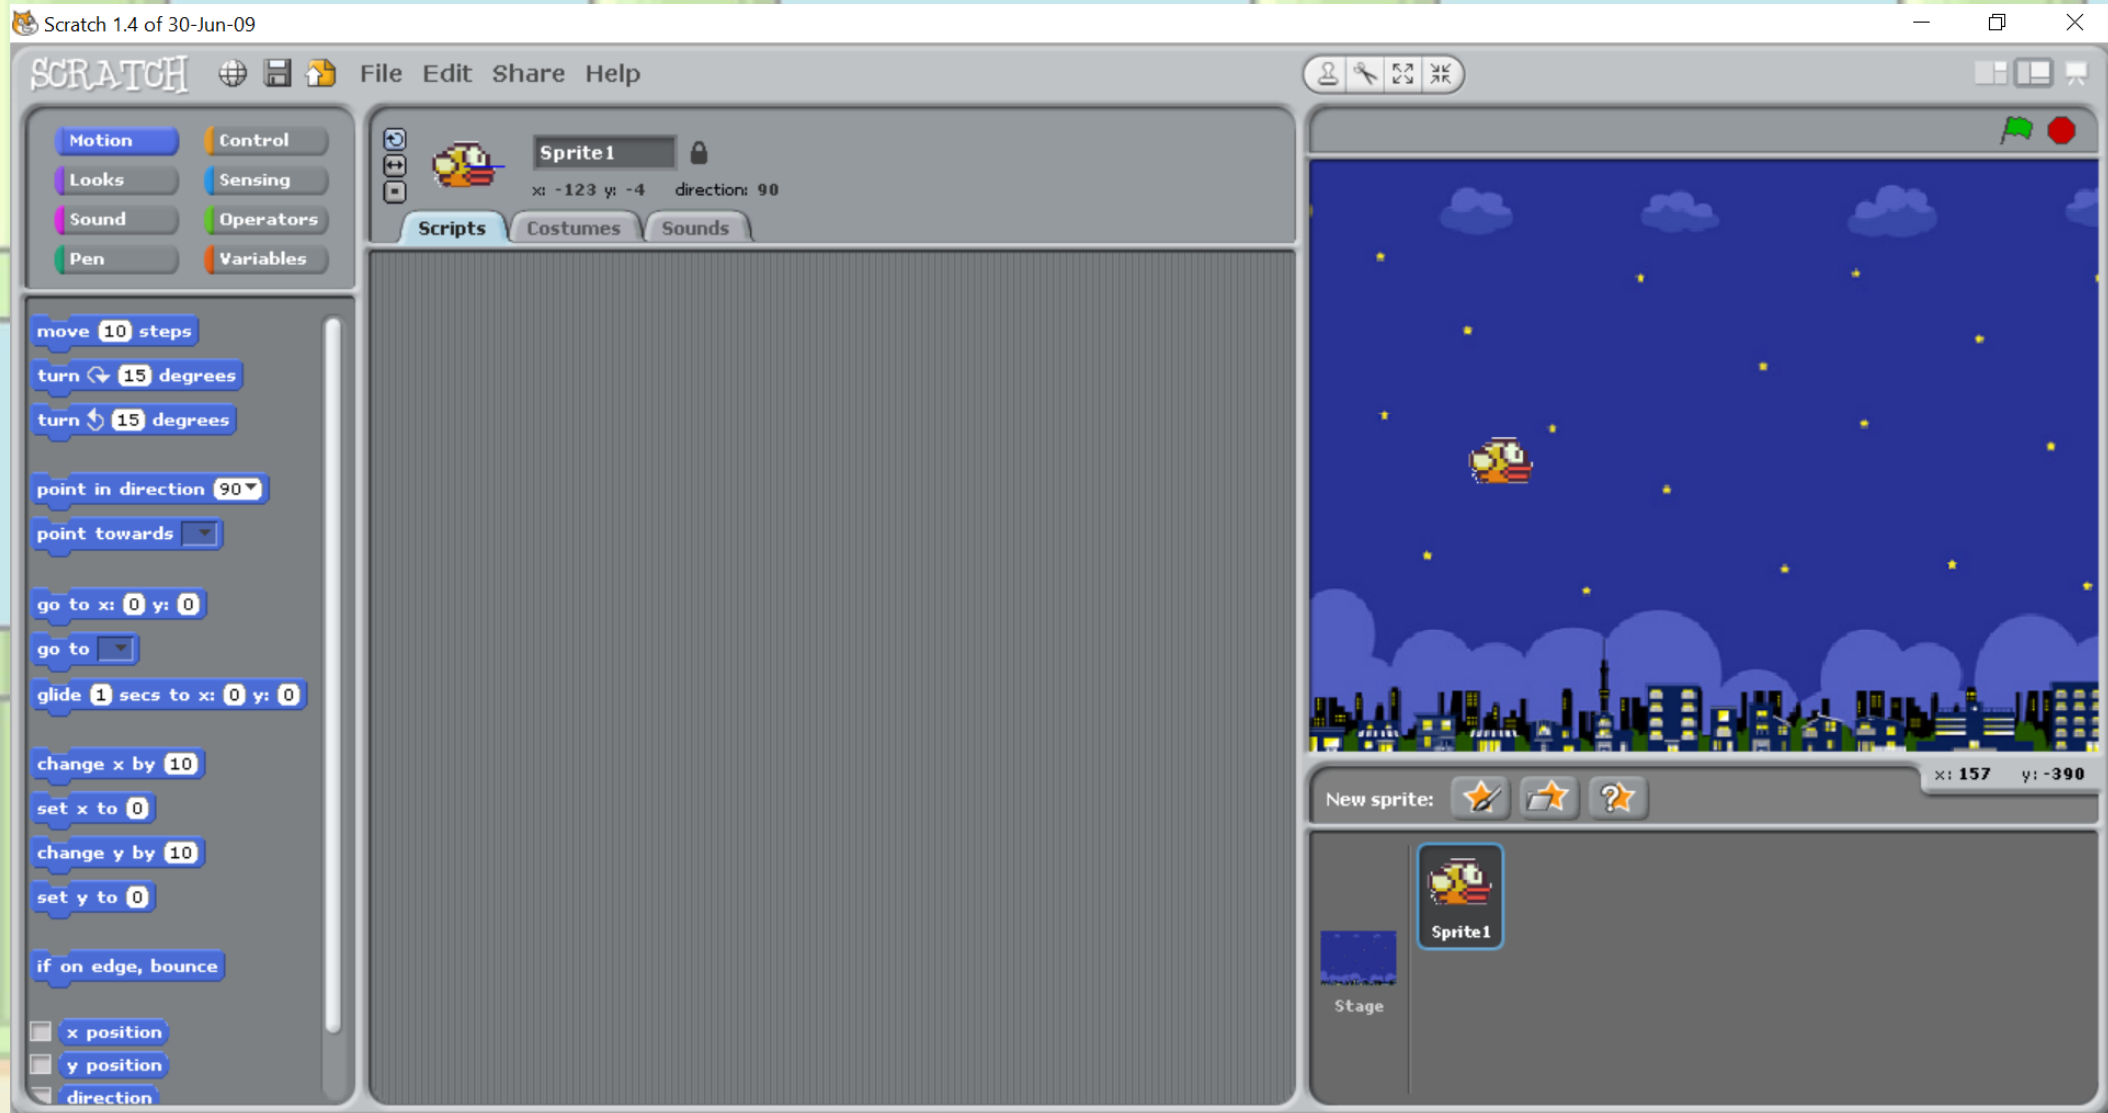 Scratch 1.4 of 30-Jun-09
SCRATCH File Edit Share Help
Motion Control
Looks Sensing
Sound Operators
Pen Variables
move 10 steps
turn 15 degrees
turn 15 degrees
point in direction 90
point towards
go to x: 0 y: 0
go to
glide 1 secs to x: 0 y: 0
change x by 10
set x to 0
change y by 10
set y to 0
if on edge, bounce
x position
y position
direction
Sprite1
x: -123 y: -4 direction: 90
Scripts Costumes Sounds
x: 157 y: -390
New sprite:
Sprite1
Stage